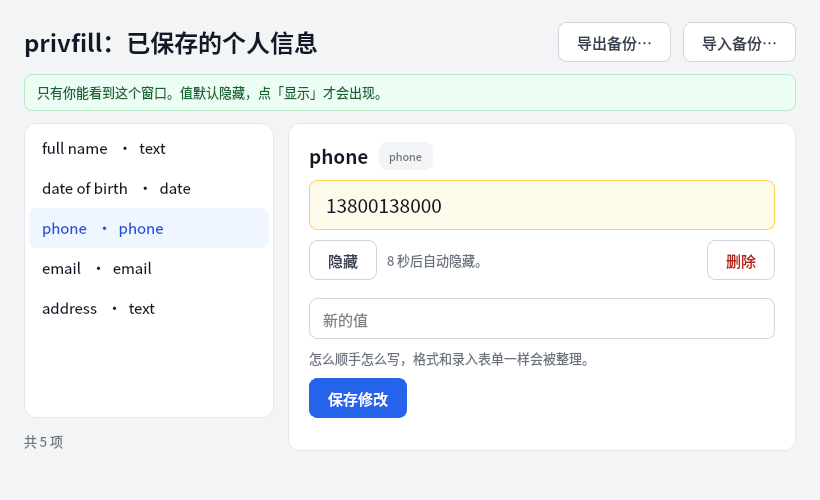 privfill：已保存的个人信息
导出备份…
导入备份…
只有你能看到这个窗口。值默认隐藏，点「显示」才会出现。
full name • text
date of birth • date
phone • phone
email • email
address • text
共 5 项
phone phone
13800138000
隐藏 8 秒后自动隐藏。 删除
新的值
怎么顺手怎么写，格式和录入表单一样会被整理。
保存修改